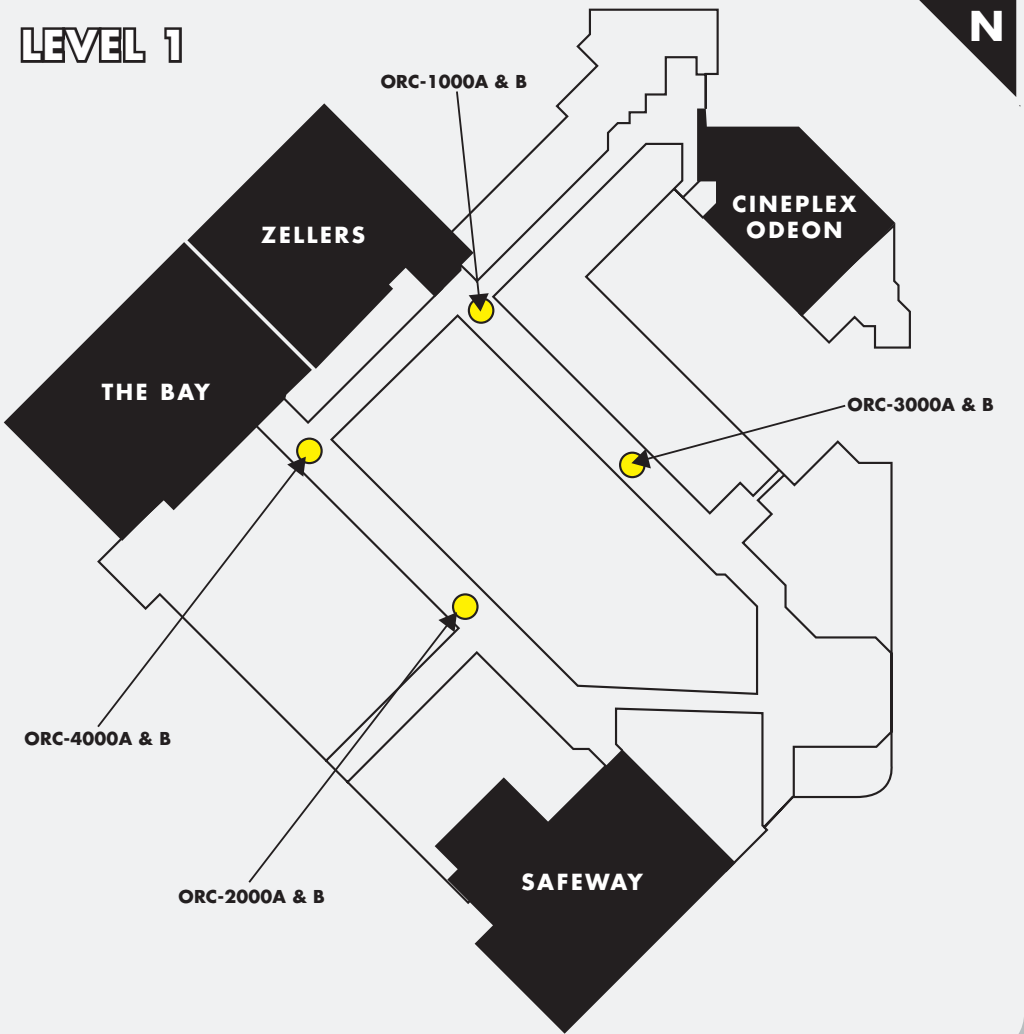 LEVEL 1
N
ORC-1000A & B
CINEPLEX
ODEON
ZELLERS
THE BAY
ORC-3000A & B
ORC-4000A & B
SAFEWAY
ORC-2000A & B